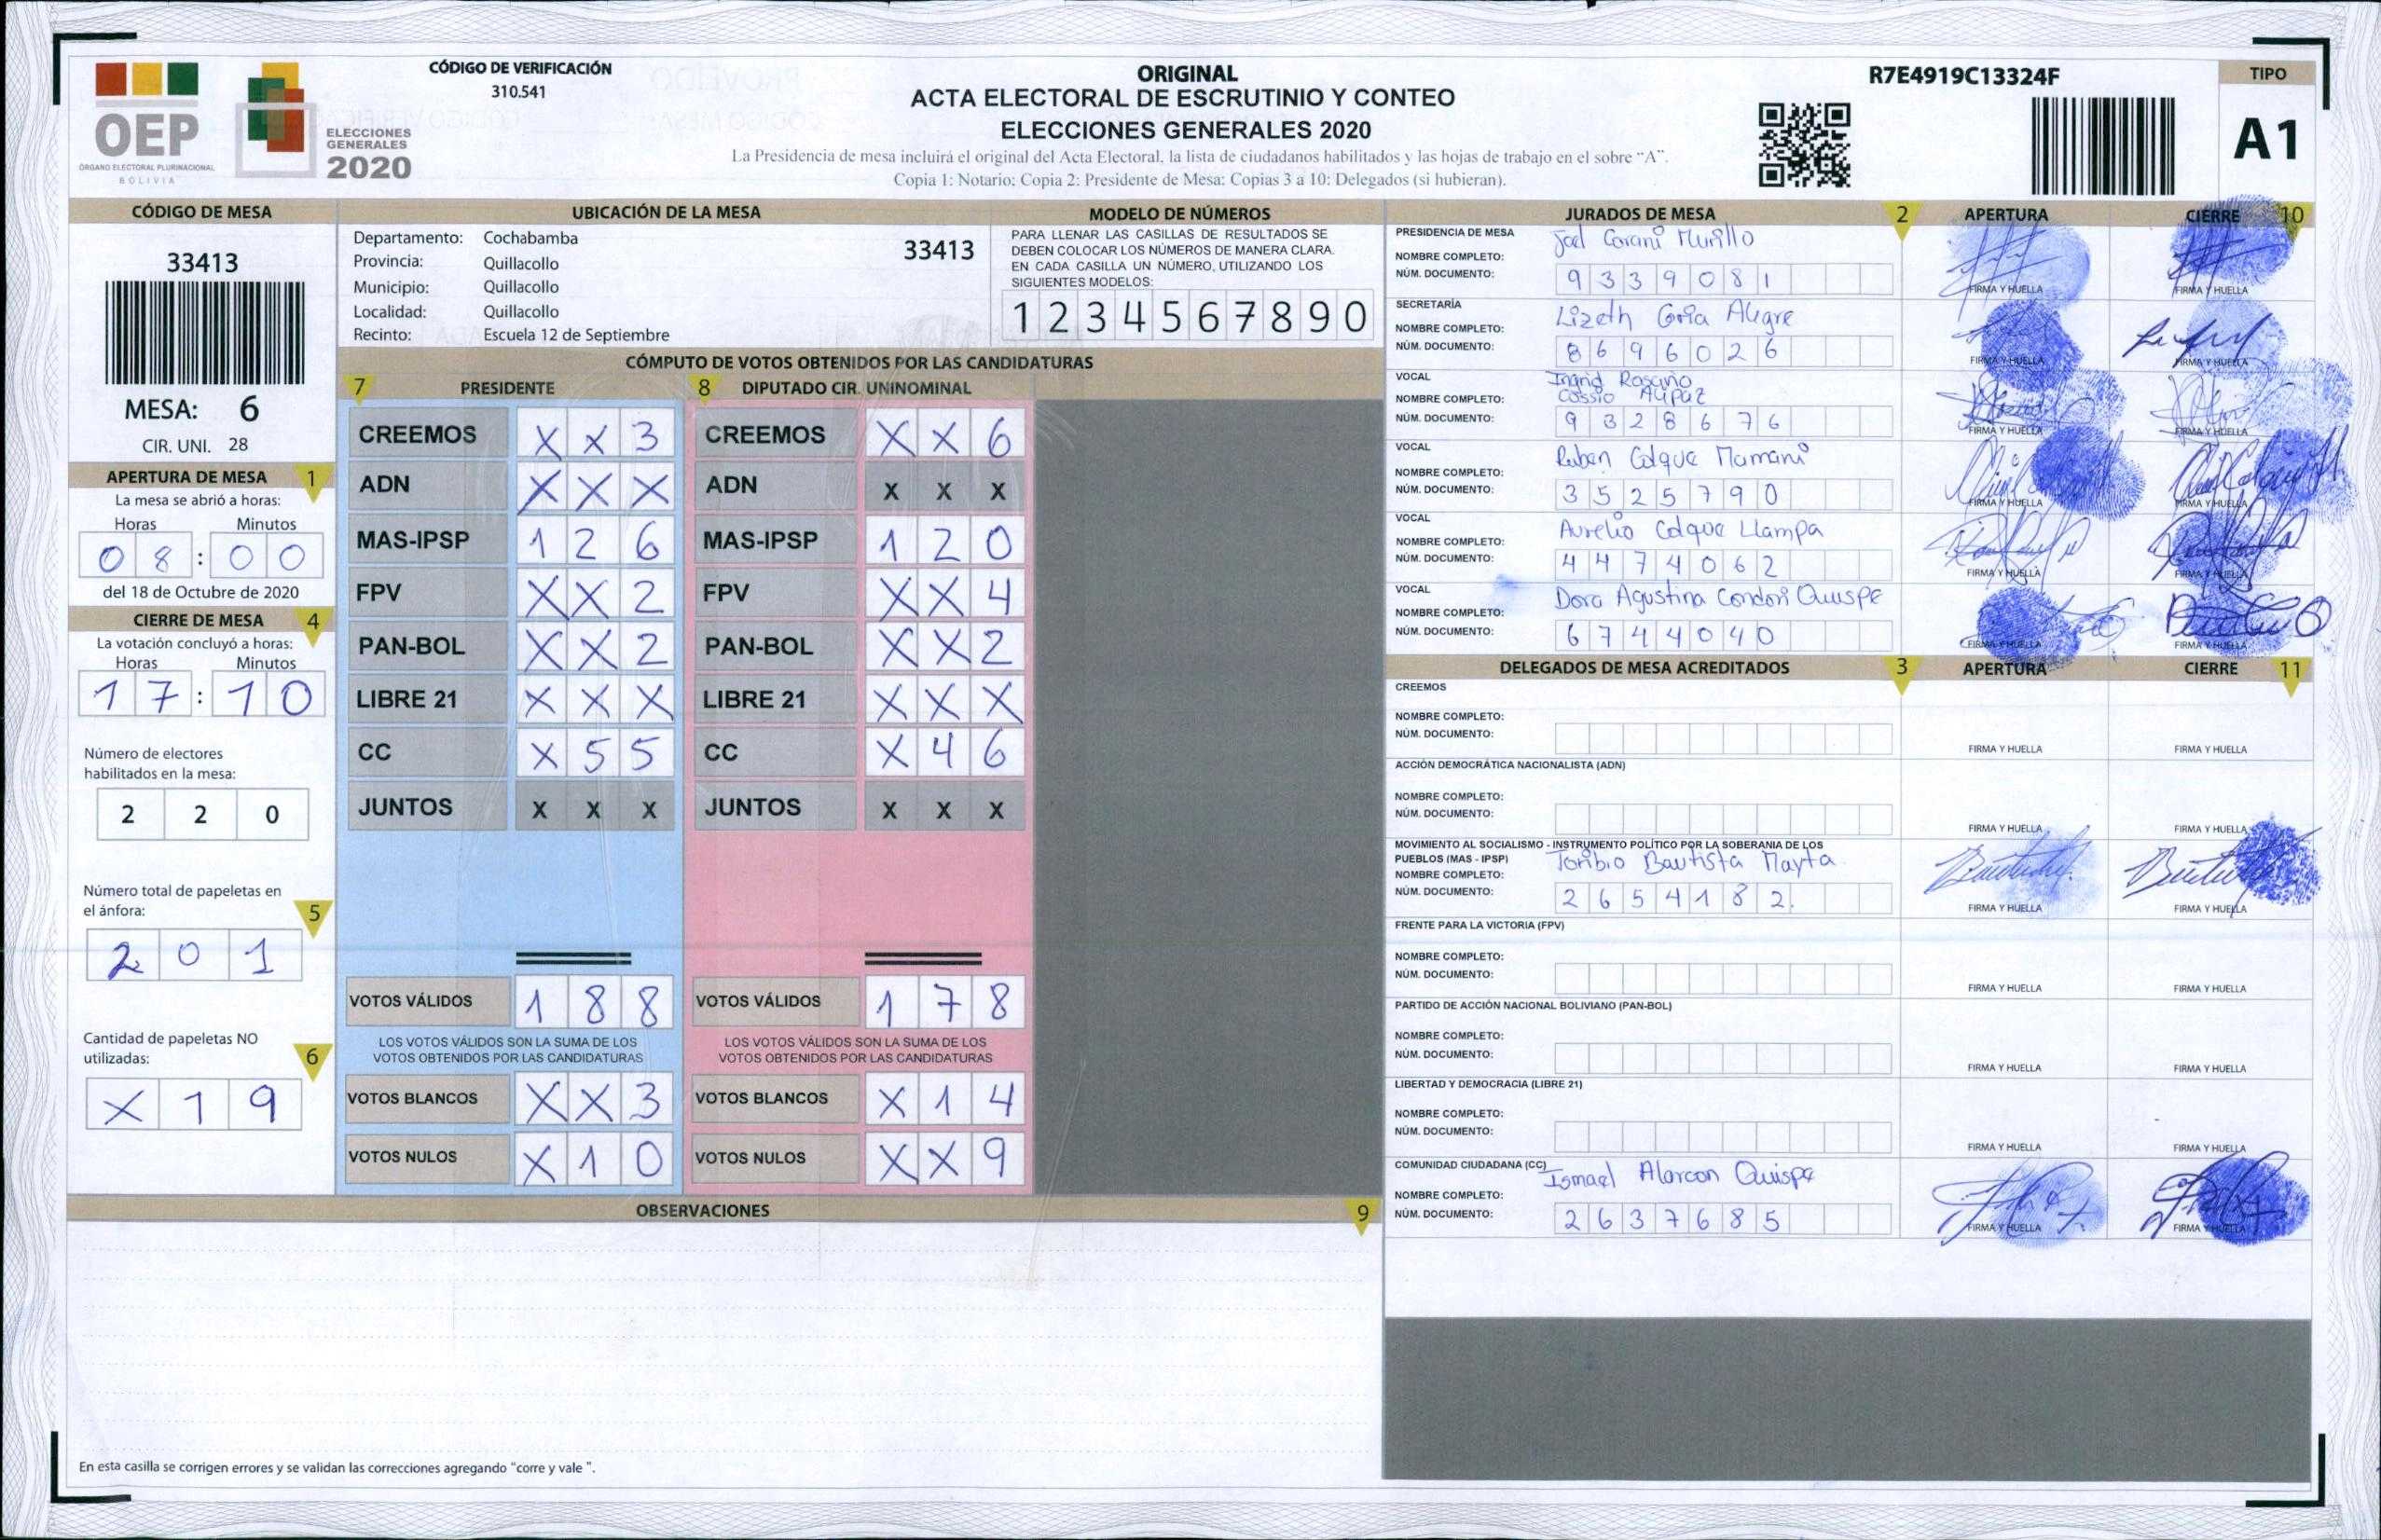 OEP
ÓRGANO ELECTORAL PLURINACIONAL
BOLIVIA
ELECCIONES
GENERALES
2020
CÓDIGO DE VERIFICACIÓN
310.541
ORIGINAL
ACTA ELECTORAL DE ESCRUTINIO Y CONTEO
ELECCIONES GENERALES 2020
La Presidencia de mesa incluirá el original del Acta Electoral, la lista de ciudadanos habilitados y las hojas de trabajo en el sobre "A".
Copia 1: Notario; Copia 2: Presidente de Mesa; Copias 3 a 10: Delegados (si hubieran).
R7E4919C13324F
TIPO
A1
CÓDIGO DE MESA
33413
MESA: 6
CIR. UNI. 28
APERTURA DE MESA 1
La mesa se abrió a horas:
Horas Minutos
0 8 : 0 0
del 18 de Octubre de 2020
CIERRE DE MESA 4
La votación concluyó a horas:
Horas Minutos
1 7 : 1 0
Número de electores
habilitados en la mesa:
2 2 0
Número total de papeletas en
el ánfora: 5
2 0 1
Cantidad de papeletas NO
utilizadas: 6
X 1 9
UBICACIÓN DE LA MESA
Departamento: Cochabamba
Provincia: Quillacollo
Municipio: Quillacollo
Localidad: Quillacollo
Recinto: Escuela 12 de Septiembre
33413
MODELO DE NÚMEROS
PARA LLENAR LAS CASILLAS DE RESULTADOS SE
DEBEN COLOCAR LOS NÚMEROS DE MANERA CLARA.
EN CADA CASILLA UN NÚMERO, UTILIZANDO LOS
SIGUIENTES MODELOS:
1 2 3 4 5 6 7 8 9 0
CÓMPUTO DE VOTOS OBTENIDOS POR LAS CANDIDATURAS
7 PRESIDENTE
CREEMOS X X 3
ADN X X X
MAS-IPSP 1 2 6
FPV X X 2
PAN-BOL X X 2
LIBRE 21 X X X
CC X 5 5
JUNTOS X X X
VOTOS VÁLIDOS 1 8 8
LOS VOTOS VÁLIDOS SON LA SUMA DE LOS
VOTOS OBTENIDOS POR LAS CANDIDATURAS
VOTOS BLANCOS X X 3
VOTOS NULOS X 1 0
8 DIPUTADO CIR. UNINOMINAL
CREEMOS X X 6
ADN X X X
MAS-IPSP 1 2 0
FPV X X 4
PAN-BOL X X 2
LIBRE 21 X X X
CC X 4 6
JUNTOS X X X
VOTOS VÁLIDOS 1 7 8
LOS VOTOS VÁLIDOS SON LA SUMA DE LOS
VOTOS OBTENIDOS POR LAS CANDIDATURAS
VOTOS BLANCOS X 1 4
VOTOS NULOS X X 9
OBSERVACIONES 9
En esta casilla se corrigen errores y se validan las correcciones agregando "corre y vale ".
JURADOS DE MESA 2 APERTURA CIERRE 10
PRESIDENCIA DE MESA
NOMBRE COMPLETO: Joel Corani Murillo
NÚM. DOCUMENTO: 9 3 3 9 0 8 1
FIRMA Y HUELLA FIRMA Y HUELLA
SECRETARÍA
NOMBRE COMPLETO: Lizeth Alegre
NÚM. DOCUMENTO: 8 6 9 6 0 2 6
FIRMA Y HUELLA FIRMA Y HUELLA
VOCAL
NOMBRE COMPLETO: Ingrid Rosario
Cossio
NÚM. DOCUMENTO: 9 3 2 8 6 7 6
FIRMA Y HUELLA FIRMA Y HUELLA
VOCAL
NOMBRE COMPLETO: Ruben Colque Mamani
NÚM. DOCUMENTO: 3 5 2 5 7 9 0
FIRMA Y HUELLA FIRMA Y HUELLA
VOCAL
NOMBRE COMPLETO: Aurelio Colque Llampa
NÚM. DOCUMENTO: 4 4 7 4 0 6 2
FIRMA Y HUELLA FIRMA Y HUELLA
VOCAL
NOMBRE COMPLETO: Dora Agustina Condori Quispe
NÚM. DOCUMENTO: 6 7 4 4 0 4 0
FIRMA Y HUELLA FIRMA Y HUELLA
DELEGADOS DE MESA ACREDITADOS 3 APERTURA CIERRE 11
CREEMOS
NOMBRE COMPLETO:
NÚM. DOCUMENTO:
FIRMA Y HUELLA FIRMA Y HUELLA
ACCIÓN DEMOCRÁTICA NACIONALISTA (ADN)
NOMBRE COMPLETO:
NÚM. DOCUMENTO:
FIRMA Y HUELLA FIRMA Y HUELLA
MOVIMIENTO AL SOCIALISMO - INSTRUMENTO POLÍTICO POR LA SOBERANIA DE LOS
PUEBLOS (MAS - IPSP)
NOMBRE COMPLETO: Toribio Bautista Mayta
NÚM. DOCUMENTO: 2 6 5 4 1 8 2.
FIRMA Y HUELLA FIRMA Y HUELLA
FRENTE PARA LA VICTORIA (FPV)
NOMBRE COMPLETO:
NÚM. DOCUMENTO:
FIRMA Y HUELLA FIRMA Y HUELLA
PARTIDO DE ACCIÓN NACIONAL BOLIVIANO (PAN-BOL)
NOMBRE COMPLETO:
NÚM. DOCUMENTO:
FIRMA Y HUELLA FIRMA Y HUELLA
LIBERTAD Y DEMOCRACIA (LIBRE 21)
NOMBRE COMPLETO:
NÚM. DOCUMENTO:
FIRMA Y HUELLA FIRMA Y HUELLA
COMUNIDAD CIUDADANA (CC)
NOMBRE COMPLETO: Ismael Alarcon Quispe
NÚM. DOCUMENTO: 2 6 3 7 6 8 5
FIRMA Y HUELLA FIRMA Y HUELLA